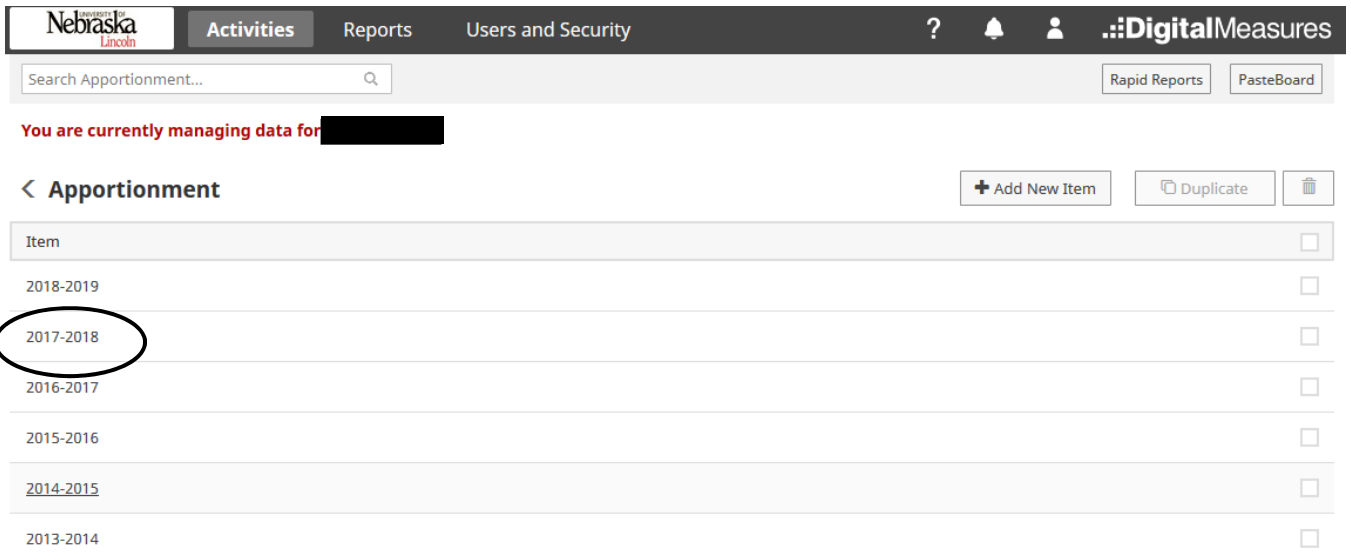 UNIVERSITY OF
Nebraska
Lincoln
Activities Reports Users and Security ? .::DigitalMeasures
Search Apportionment... Rapid Reports PasteBoard
You are currently managing data for
< Apportionment + Add New Item Duplicate
Item
2018-2019
2017-2018
2016-2017
2015-2016
2014-2015
2013-2014